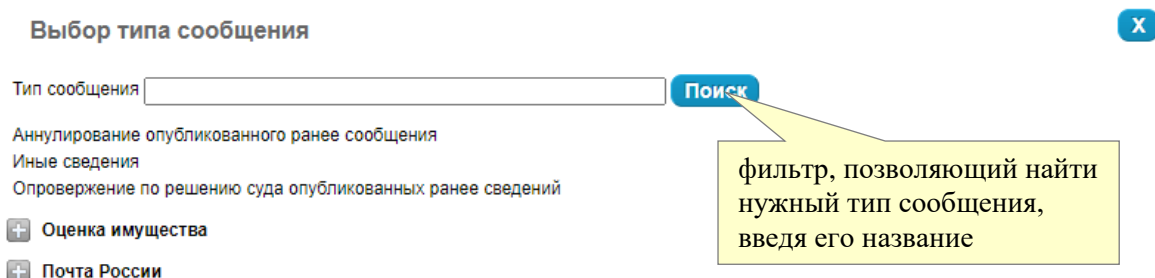 Выбор типа сообщения
X
Тип сообщения
Поиск
Аннулирование опубликованного ранее сообщения
Иные сведения
Опровержение по решению суда опубликованных ранее сведений
фильтр, позволяющий найти
нужный тип сообщения,
введя его название
Оценка имущества
Почта России